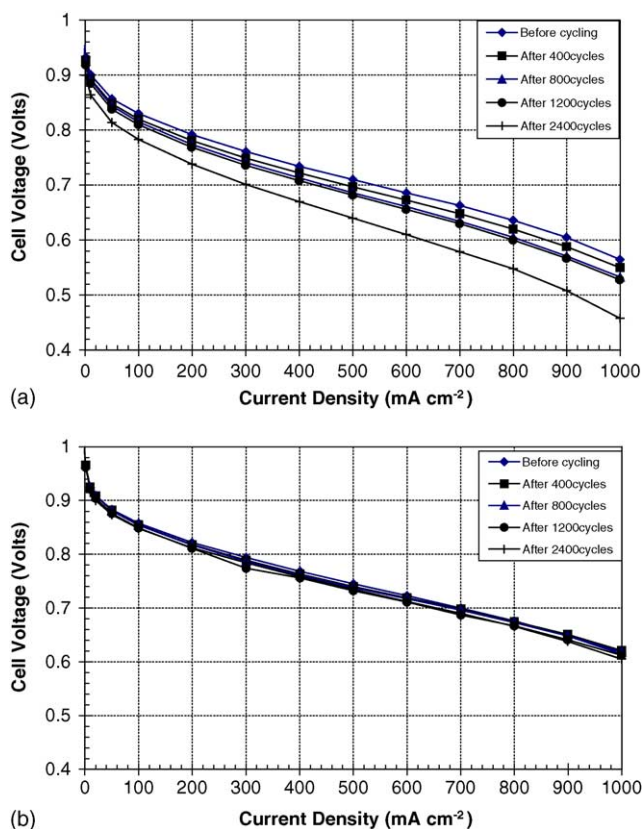 1
0.9
0.8
0.7
0.6
0.5
0.4
Cell Voltage (Volts)
0 100 200 300 400 500 600 700 800 900 1000
Current Density (mA cm-2)
Before cycling
After 400cycles
After 800cycles
After 1200cycles
After 2400cycles
(a)
1
0.9
0.8
0.7
0.6
0.5
0.4
Cell Voltage (Volts)
0 100 200 300 400 500 600 700 800 900 1000
Current Density (mA cm-2)
Before cycling
After 400cycles
After 800cycles
After 1200cycles
After 2400cycles
(b)